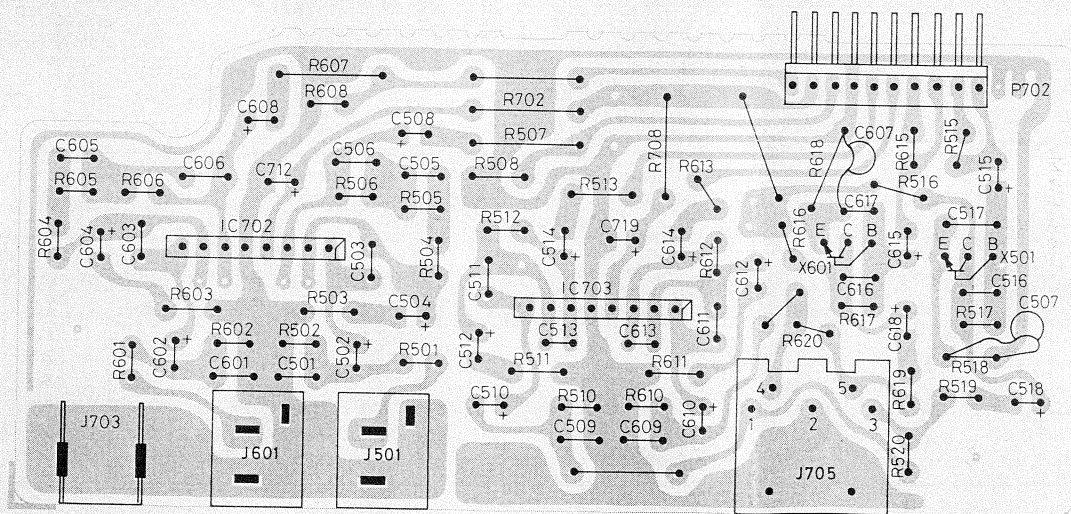 R607
R608
R702
P702
C608
+
C508
+
R507
R708
R618
C607
R615
R515
C605
C606
C712
+
C506
C505
R508
R613
C515
+
R605
R606
R506
R505
R513
R516
C617
R604
C604
+
C603
IC702
R512
C514
+
C719
+
C614
+
R612
R616
C517
C503
R504
E C B
X601
C615
+
E C B
X501
C511
IC703
C612
+
C616
C516
R603
R503
C504
+
C611
R617
C507
R602
R502
C513
C613
R620
C618
+
R517
R601
C602
+
C601
C501
C502
+
R501
C512
+
R511
R611
R518
J703
J601
J501
C510
+
R510
R610
C610
+
4
5
1
2
3
R619
R519
C518
+
C509
C609
J705
R520